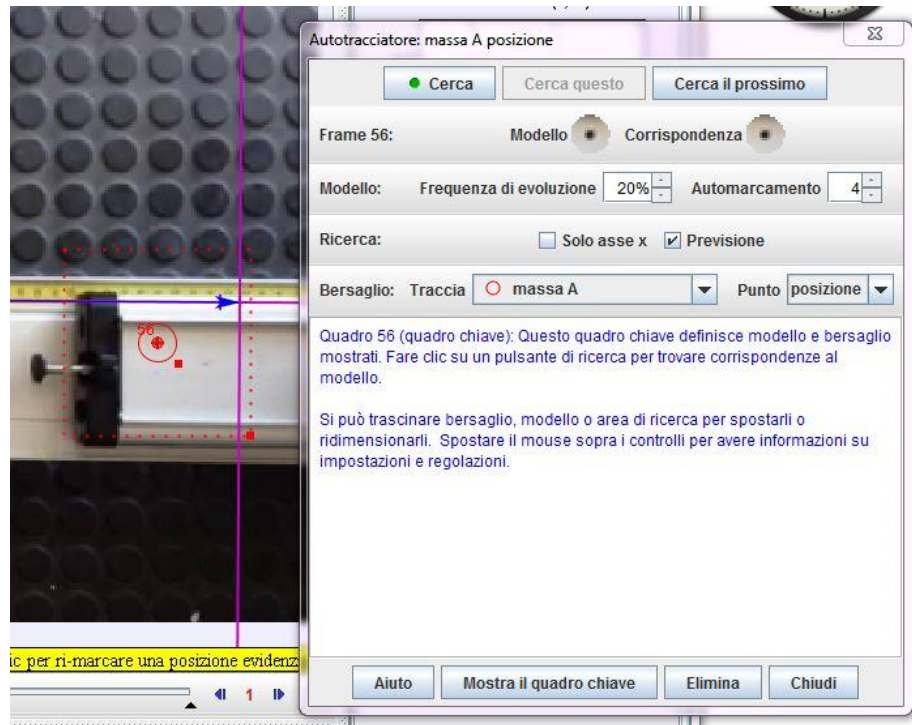 Autotracciatore: massa A posizione
Cerca Cerca questo Cerca il prossimo
Frame 56: Modello Corrispondenza
Modello: Frequenza di evoluzione 20% Automarcamento 4
Ricerca: Solo asse x Previsione
Bersaglio: Traccia massa A Punto posizione
Quadro 56 (quadro chiave): Questo quadro chiave definisce modello e bersaglio
mostrati. Fare clic su un pulsante di ricerca per trovare corrispondenze al
modello.
Si può trascinare bersaglio, modello o area di ricerca per spostarli o
ridimensionarli. Spostare il mouse sopra i controlli per avere informazioni su
impostazioni e regolazioni.
56
ic per ri-marcare una posizione evidenz
1
Aiuto Mostra il quadro chiave Elimina Chiudi